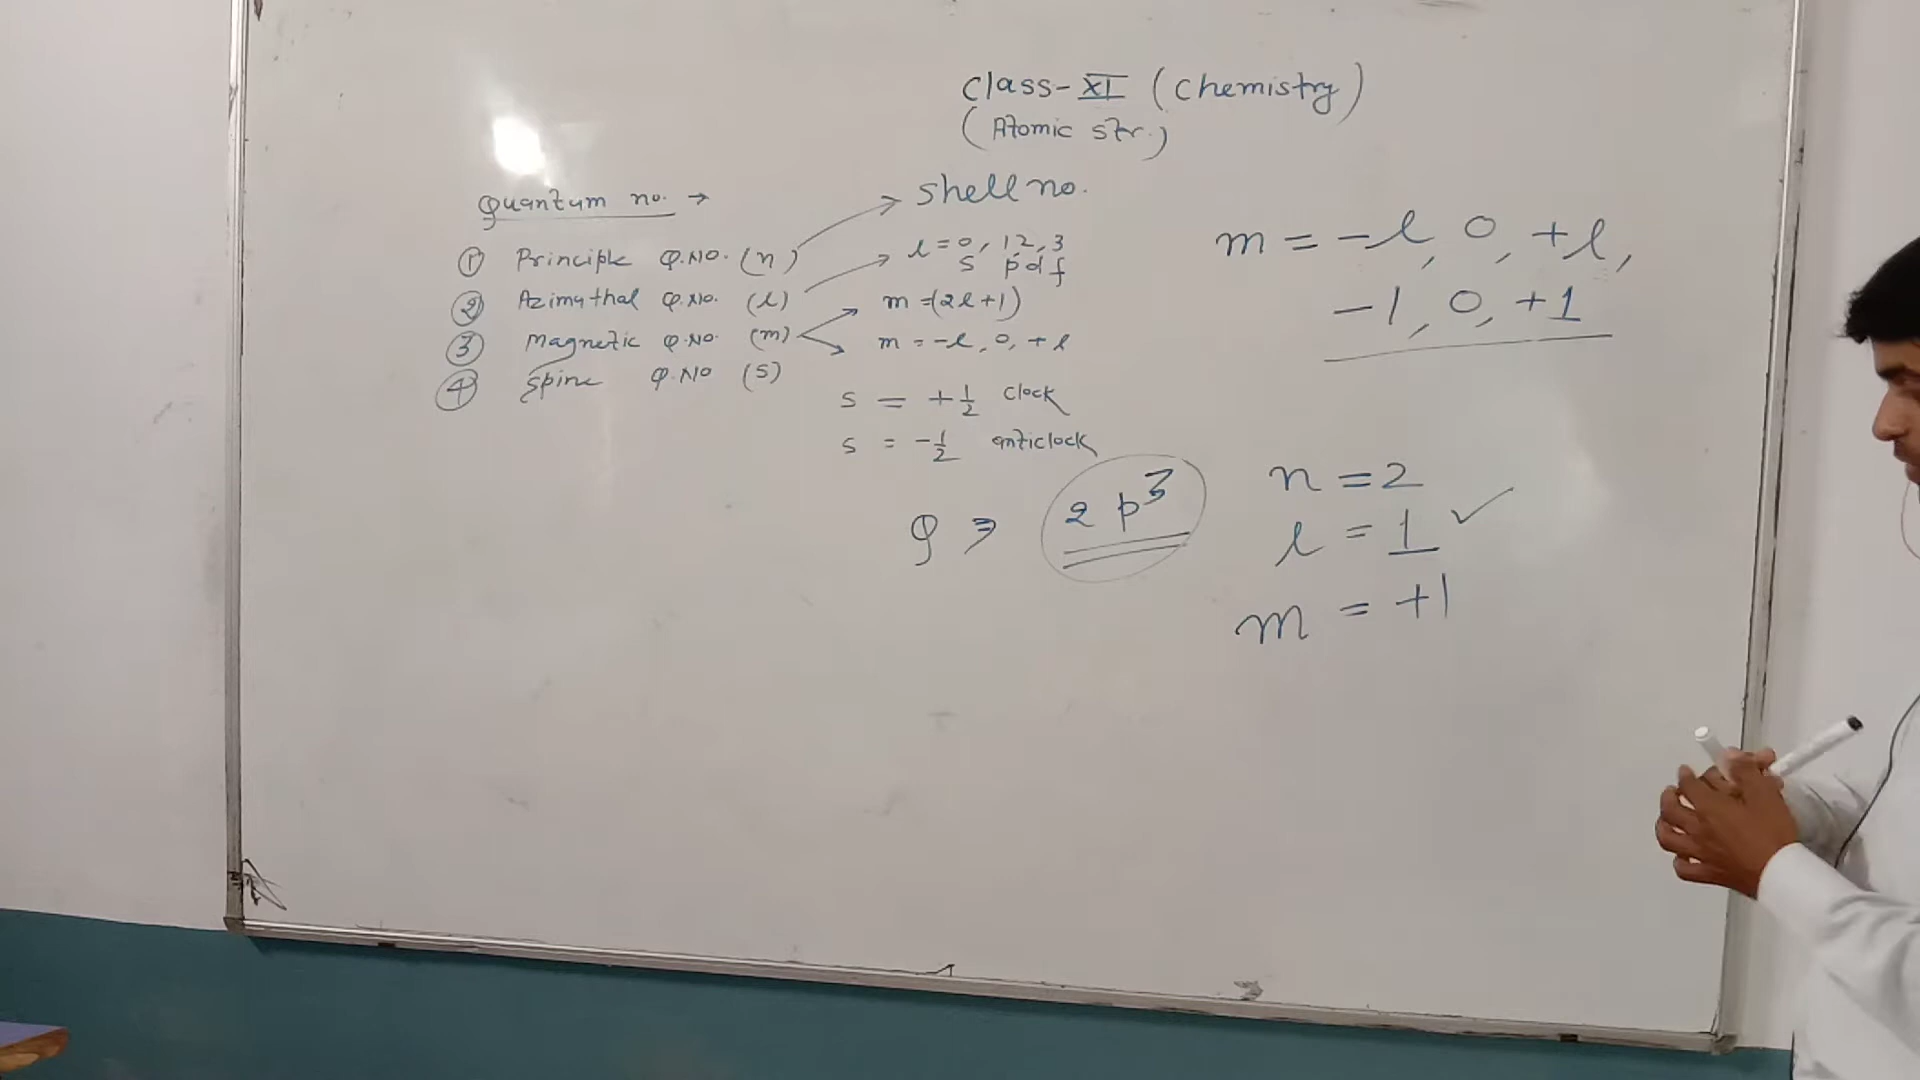 Class-XI (Chemistry)
(Atomic str.)
Quantum no. →
① Principle Q.No. (n) → shell no.
② Azimuthal Q.No. (l) → l = 0, 1 2, 3
s p d f
③ Magnetic Q.No. (m) → m = (2l+1)
→ m = -l, 0, +l
④ Spine Q.No (s)
s = +1/2 clock
s = -1/2 anticlock
m = -l, 0, +l,
-1, 0, +1
Q ⇒ 2p³
n = 2
l = 1 ✓
m = +1